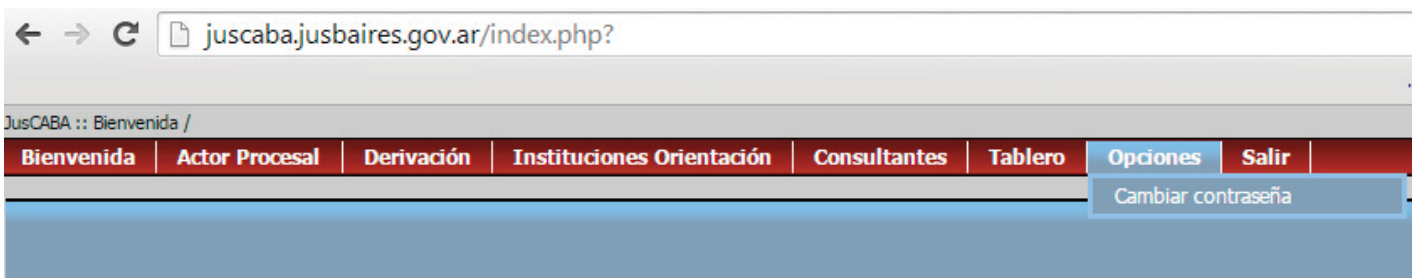 juscaba.jusbaires.gov.ar/index.php?
JusCABA :: Bienvenida /
Bienvenida Actor Procesal Derivación Instituciones Orientación Consultantes Tablero Opciones Salir
Cambiar contraseña